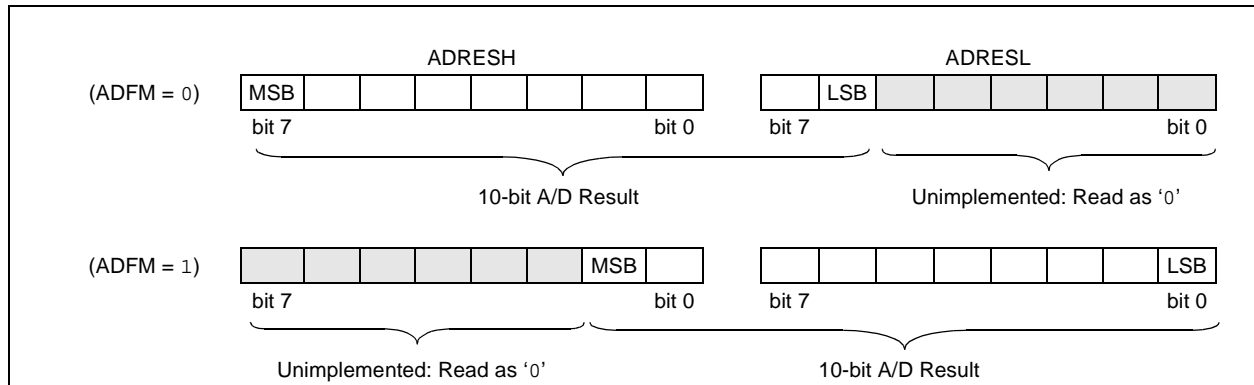 ADRESH ADRESL
(ADFM = 0) MSB LSB
bit 7 bit 0 bit 7 bit 0
10-bit A/D Result Unimplemented: Read as ‘0’
(ADFM = 1) MSB LSB
bit 7 bit 0 bit 7 bit 0
Unimplemented: Read as ‘0’ 10-bit A/D Result